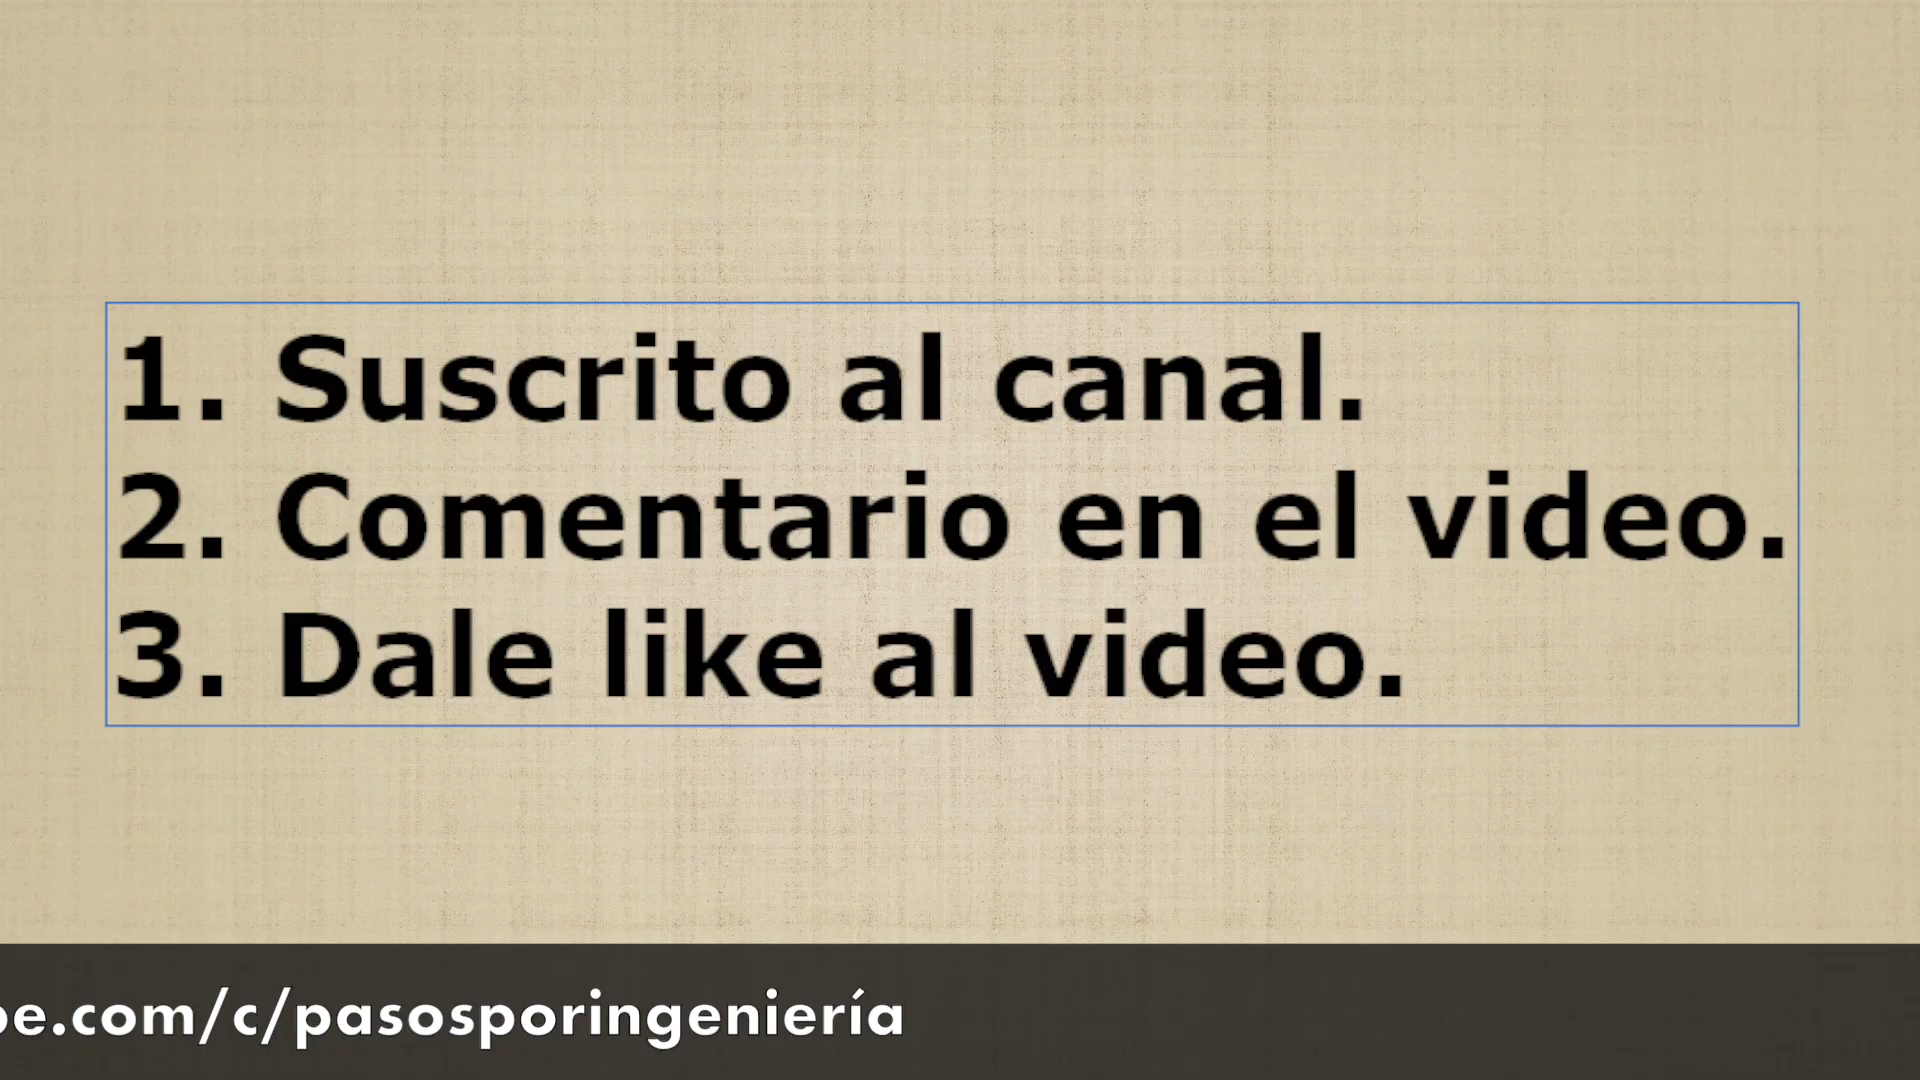 1. Suscrito al canal.
2. Comentario en el video.
3. Dale like al video.
be.com/c/pasosporingeniería